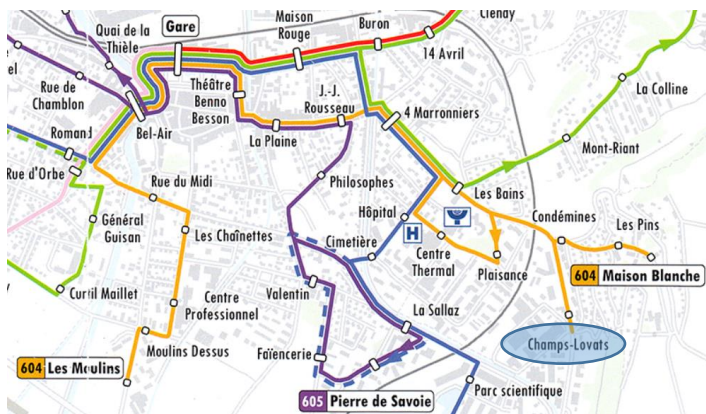 Quai de la
Thièle
Gare
Maison
Rouge
Buron
Clendy
14 Avril
Rue de
Chamblon
Théâtre
Benno
Besson
J.-J.
Rousseau
4 Marronniers
La Colline
Romand
Bel-Air
La Plaine
Mont-Riant
Rue d'Orbe
Rue du Midi
Philosophes
Les Bains
Général
Guisan
Les Chaînettes
Hôpital
H
Condémines
Les Pins
Cimetière
Centre
Thermal
Plaisance
604 Maison Blanche
Curtil Maillet
Centre
Professionnel
Valentin
La Sallaz
Champs-Lovats
Moulins Dessus
Faïencerie
604 Les Moulins
605 Pierre de Savoie
Parc scientifique